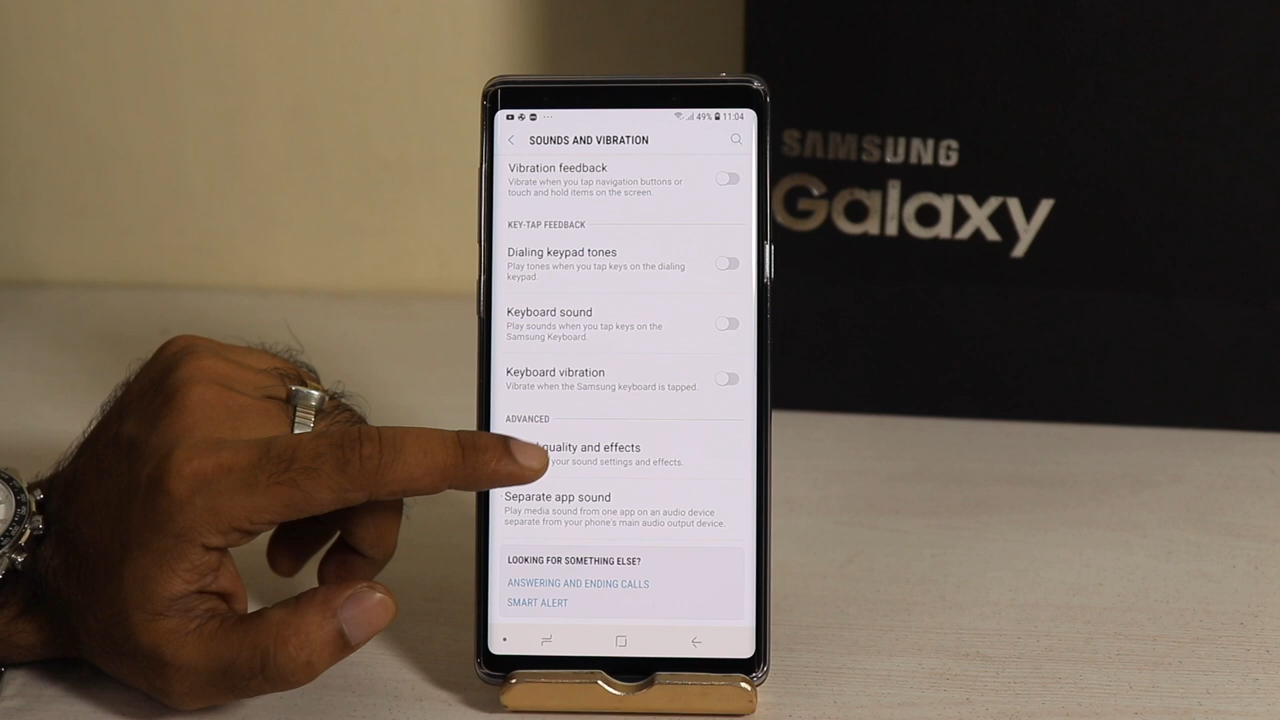 49% 11:04
SOUNDS AND VIBRATION
Vibration feedback
Vibrate when you tap navigation buttons or
touch and hold items on the screen.
KEY-TAP FEEDBACK
Dialing keypad tones
Play tones when you tap keys on the dialing
keypad.
Keyboard sound
Play sounds when you tap keys on the
Samsung Keyboard.
Keyboard vibration
Vibrate when the Samsung keyboard is tapped.
ADVANCED
quality and effects
your sound settings and effects.
Separate app sound
Play media sound from one app on an audio device
separate from your phone's main audio output device.
LOOKING FOR SOMETHING ELSE?
ANSWERING AND ENDING CALLS
SMART ALERT
SAMSUNG
Galaxy